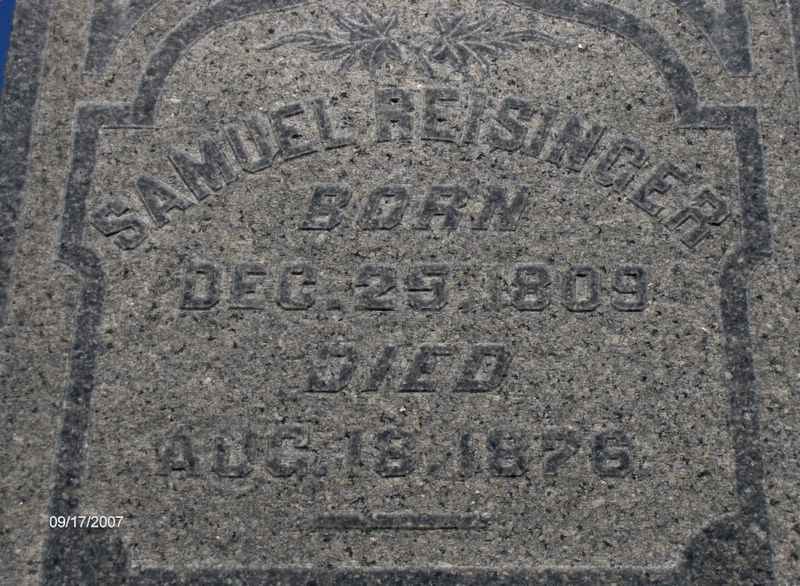 SAMUEL REISINGER
BORN
DEC. 25, 1809
DIED
AUG. 18, 1876
09/17/2007